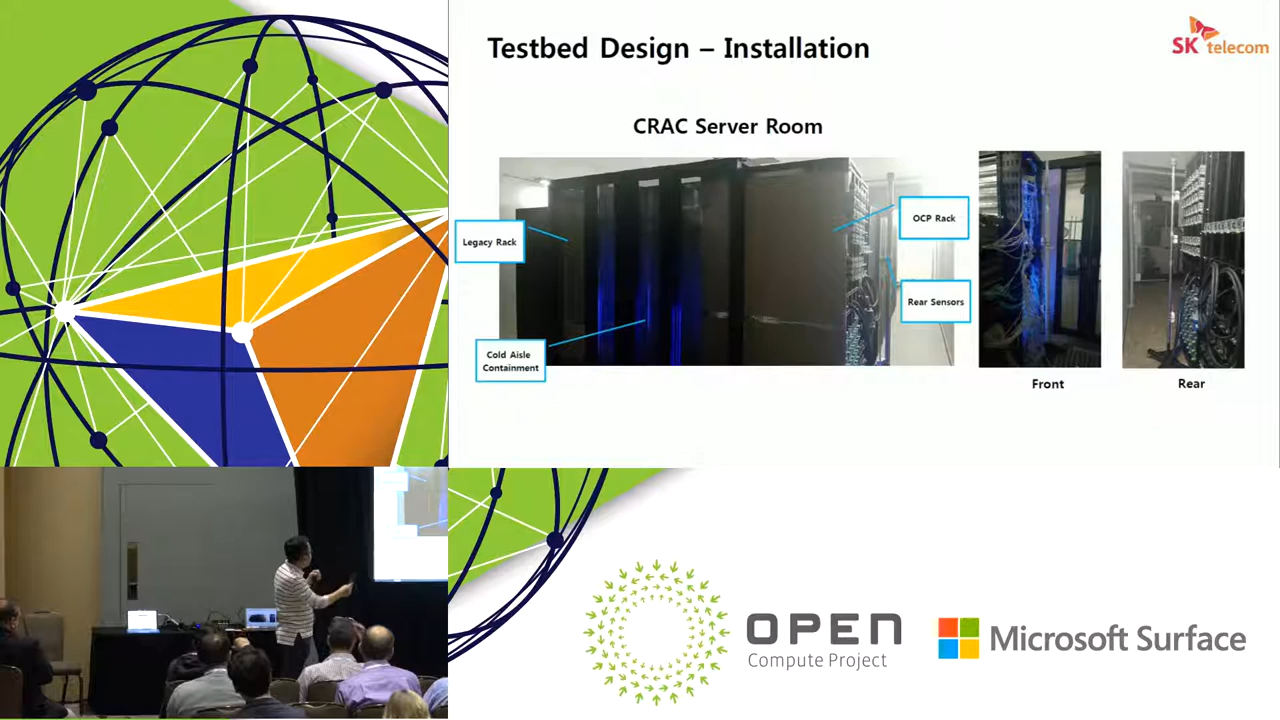 Testbed Design – Installation
SK telecom
CRAC Server Room
Legacy Rack
OCP Rack
Rear Sensors
Cold Aisle
Containment
Front
Rear
OPEN
Compute Project
Microsoft Surface